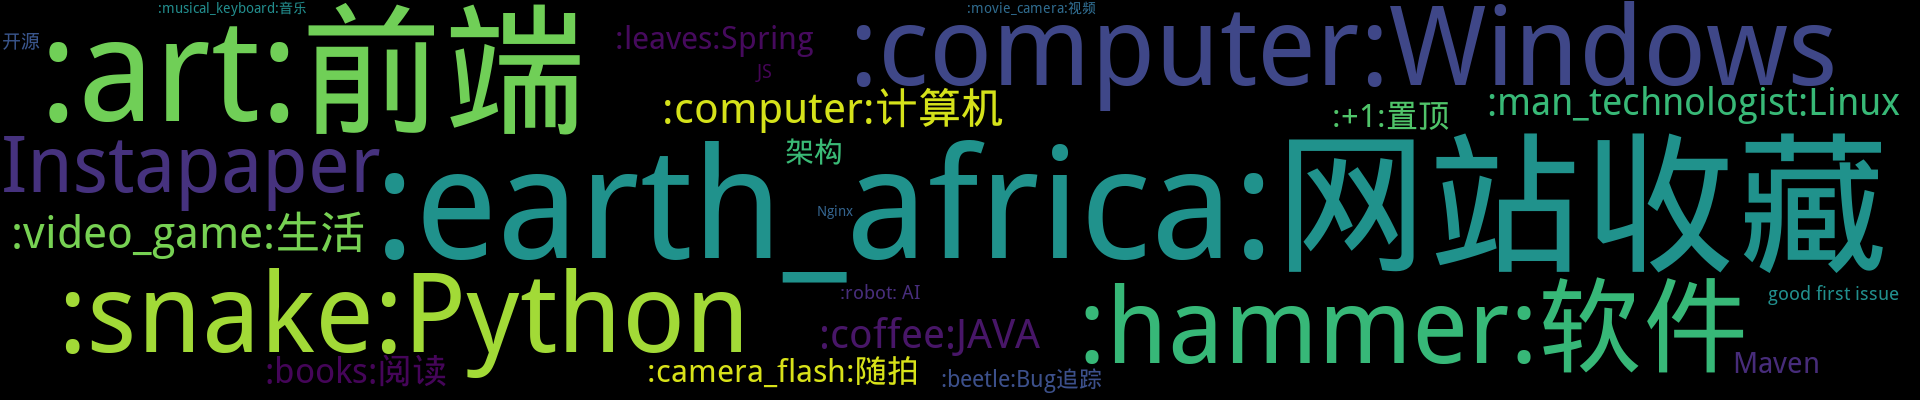 :musical_keyboard:音乐
:movie_camera:视频
开源
:art:前端
:leaves:Spring
:computer:Windows
JS
:computer:计算机
:+1:置顶
:man_technologist:Linux
Instapaper
架构
:earth_africa:网站收藏
Nginx
:video_game:生活
:snake:Python
:robot: AI
good first issue
:coffee:JAVA
:hammer:软件
Maven
:books:阅读
:camera_flash:随拍
:beetle:Bug追踪